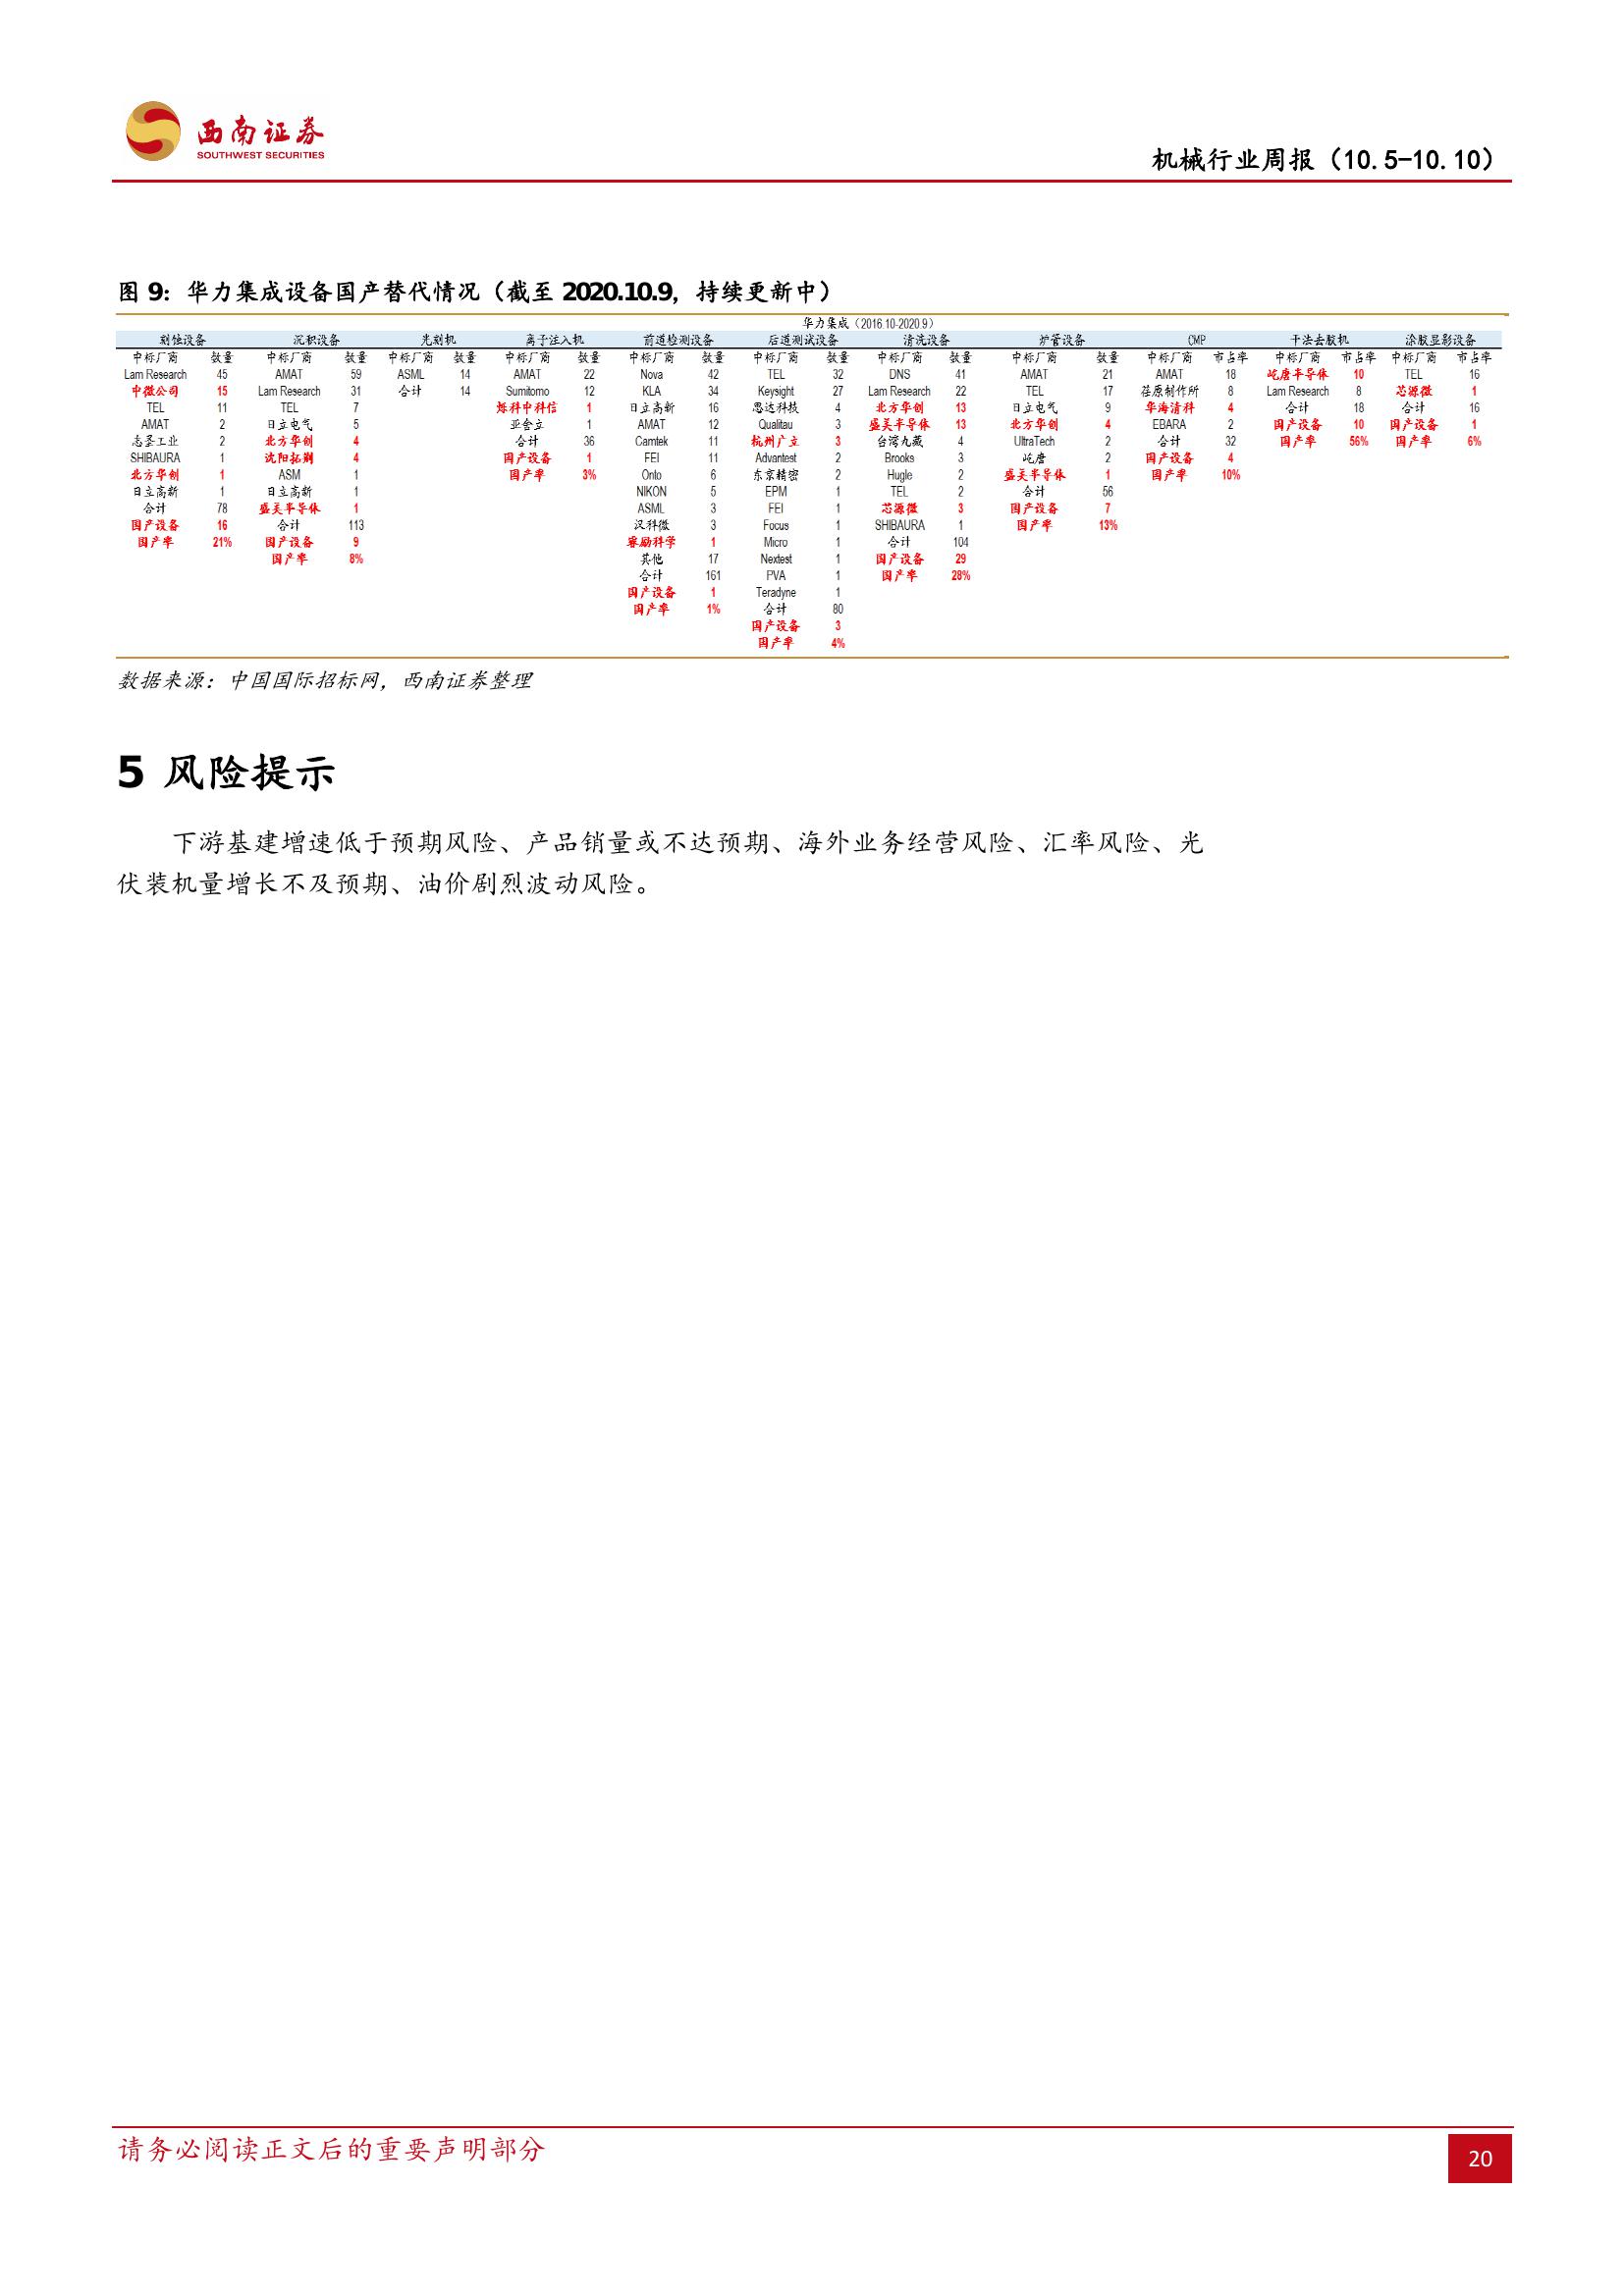 西南证券
SOUTHWEST SECURITIES
机械行业周报（10.5-10.10）
图 9：华力集成设备国产替代情况（截至 2020.10.9，持续更新中）
华力集成（2016.10-2020.9）
刻蚀设备 沉积设备 光刻机 离子注入机 前道检测设备 后道测试设备 清洗设备 炉管设备 CMP 干法去胶机 涂胶显影设备
中标厂商 数量 中标厂商 数量 中标厂商 数量 中标厂商 数量 中标厂商 数量 中标厂商 数量 中标厂商 数量 中标厂商 数量 中标厂商 市占率 中标厂商 市占率 中标厂商 市占率
Lam Research 45 AMAT 59 ASML 14 AMAT 22 Nova 42 TEL 32 DNS 41 AMAT 21 AMAT 18 屹唐半导体 10 TEL 16
中微公司 15 Lam Research 31 合计 14 Sumitomo 12 KLA 34 Keysight 27 Lam Research 22 TEL 17 荏原制作所 8 Lam Research 8 芯源微 1
TEL 11 TEL 7 烁科中科信 1 日立高新 16 思达科技 4 北方华创 13 日立电气 9 华海清科 4 合计 18 合计 16
AMAT 2 日立电气 5 亚舍立 1 AMAT 12 Qualitau 3 盛美半导体 13 北方华创 4 EBARA 2 国产设备 10 国产设备 1
志圣工业 2 北方华创 4 合计 36 Camtek 11 杭州广立 3 台湾九葳 4 UltraTech 2 合计 32 国产率 56% 国产率 6%
SHIBAURA 1 沈阳拓荆 4 国产设备 1 FEI 11 Advantest 2 Brooks 3 屹唐 2 国产设备 4
北方华创 1 ASM 1 国产率 3% Onto 6 东京精密 2 Hugle 2 盛美半导体 1 国产率 10%
日立高新 1 日立高新 1 NIKON 5 EPM 1 TEL 2 合计 56
合计 78 盛美半导体 1 ASML 3 FEI 1 芯源微 3 国产设备 7
国产设备 16 合计 113 汉科微 3 Focus 1 SHIBAURA 1 国产率 13%
国产率 21% 国产设备 9 睿励科学 1 Micro 1 合计 104
国产率 8% 其他 17 Nextest 1 国产设备 29
合计 161 PVA 1 国产率 28%
国产设备 1 Teradyne 1
国产率 1% 合计 80
国产设备 3
国产率 4%
数据来源：中国国际招标网，西南证券整理
5 风险提示
下游基建增速低于预期风险、产品销量或不达预期、海外业务经营风险、汇率风险、光
伏装机量增长不及预期、油价剧烈波动风险。
请务必阅读正文后的重要声明部分
20